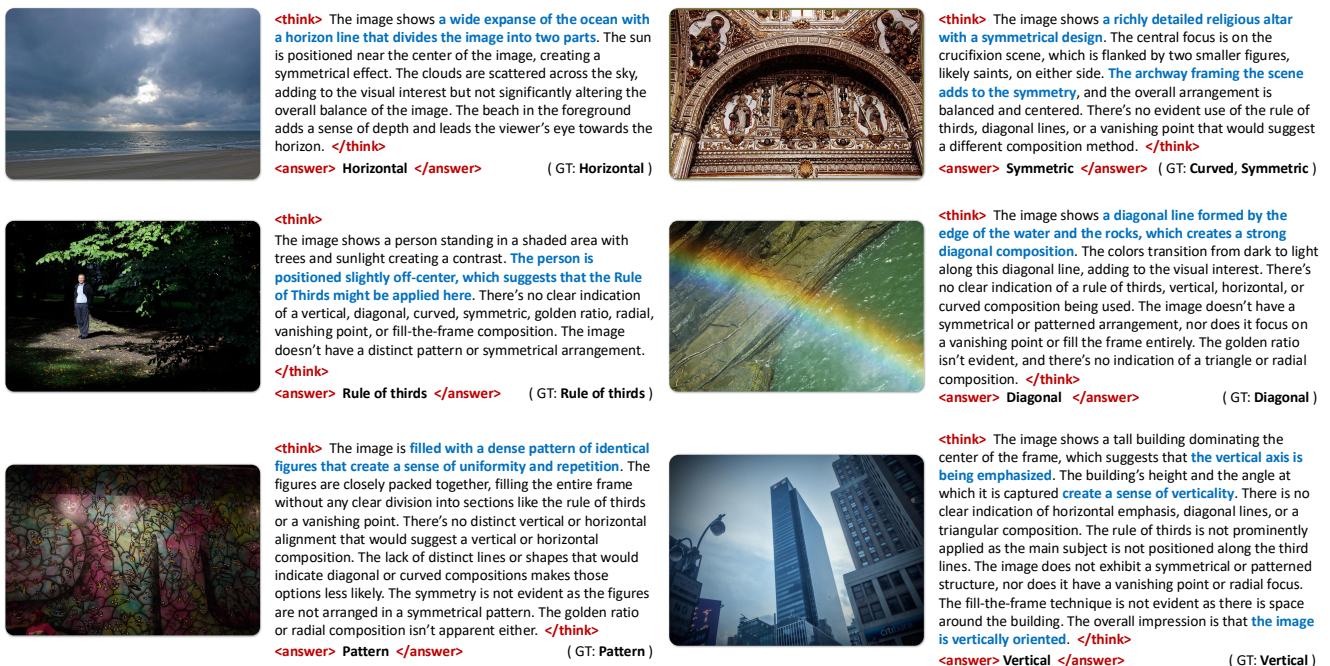 <think> The image shows a wide expanse of the ocean with
a horizon line that divides the image into two parts. The sun
is positioned near the center of the image, creating a
symmetrical effect. The clouds are scattered across the sky,
adding to the visual interest but not significantly altering the
overall balance of the image. The beach in the foreground
adds a sense of depth and leads the viewer's eye towards the
horizon. </think>
<answer> Horizontal </answer> ( GT: Horizontal )
<think> The image shows a richly detailed religious altar
with a symmetrical design. The central focus is on the
crucifixion scene, which is flanked by two smaller figures,
likely saints, on either side. The archway framing the scene
adds to the symmetry, and the overall arrangement is
balanced and centered. There's no evident use of the rule of
thirds, diagonal lines, or a vanishing point that would suggest
a different composition method. </think>
<answer> Symmetric </answer> ( GT: Curved, Symmetric )
<think>
The image shows a person standing in a shaded area with
trees and sunlight creating a contrast. The person is
positioned slightly off-center, which suggests that the Rule
of Thirds might be applied here. There's no clear indication
of a vertical, diagonal, curved, symmetric, golden ratio, radial,
vanishing point, or fill-the-frame composition. The image
doesn't have a distinct pattern or symmetrical arrangement.
</think>
<answer> Rule of thirds </answer> ( GT: Rule of thirds )
<think> The image shows a diagonal line formed by the
edge of the water and the rocks, which creates a strong
diagonal composition. The colors transition from dark to light
along this diagonal line, adding to the visual interest. There's
no clear indication of a rule of thirds, vertical, horizontal, or
curved composition being used. The image doesn't have a
symmetrical or patterned arrangement, nor does it focus on
a vanishing point or fill the frame entirely. The golden ratio
isn't evident, and there's no indication of a triangle or radial
composition. </think>
<answer> Diagonal </answer> ( GT: Diagonal )
<think> The image is filled with a dense pattern of identical
figures that create a sense of uniformity and repetition. The
figures are closely packed together, filling the entire frame
without any clear division into sections like the rule of thirds
or a vanishing point. There's no distinct vertical or horizontal
alignment that would suggest a vertical or horizontal
composition. The lack of distinct lines or shapes that would
indicate diagonal or curved compositions makes those
options less likely. The symmetry is not evident as the figures
are not arranged in a symmetrical pattern. The golden ratio
or radial composition isn't apparent either. </think>
<answer> Pattern </answer> ( GT: Pattern )
<think> The image shows a tall building dominating the
center of the frame, which suggests that the vertical axis is
being emphasized. The building's height and the angle at
which it is captured create a sense of verticality. There is no
clear indication of horizontal emphasis, diagonal lines, or a
triangular composition. The rule of thirds is not prominently
applied as the main subject is not positioned along the third
lines. The image does not exhibit a symmetrical or patterned
structure, nor does it have a vanishing point or radial focus.
The fill-the-frame technique is not evident as there is space
around the building. The overall impression is that the image
is vertically oriented. </think>
<answer> Vertical </answer> ( GT: Vertical )